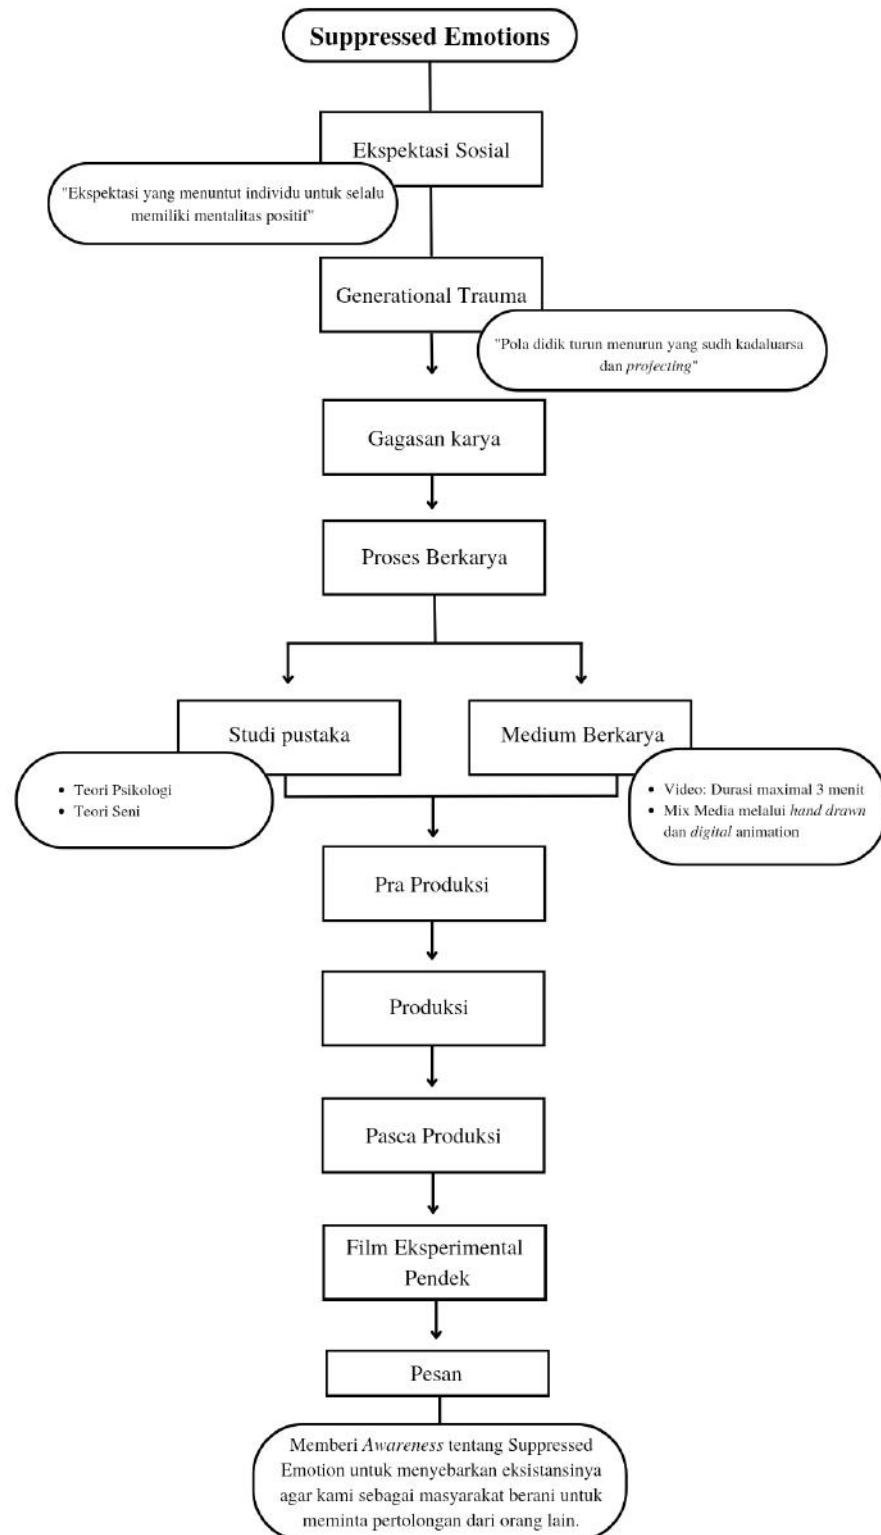 Suppressed Emotions
Ekspektasi Sosial
"Ekspektasi yang menuntut individu untuk selalu
memiliki mentalitas positif"
Generational Trauma
"Pola didik turun menurun yang sudh kadaluarsa
dan projecting"
Gagasan karya
Proses Berkarya
Studi pustaka
• Teori Psikologi
• Teori Seni
Medium Berkarya
• Video: Durasi maximal 3 menit
• Mix Media melalui hand drawn
dan digital animation
Pra Produksi
Produksi
Pasca Produksi
Film Eksperimental
Pendek
Pesan
Memberi Awareness tentang Suppressed
Emotion untuk menyebarkan eksistansinya
agar kami sebagai masyarakat berani untuk
meminta pertolongan dari orang lain.